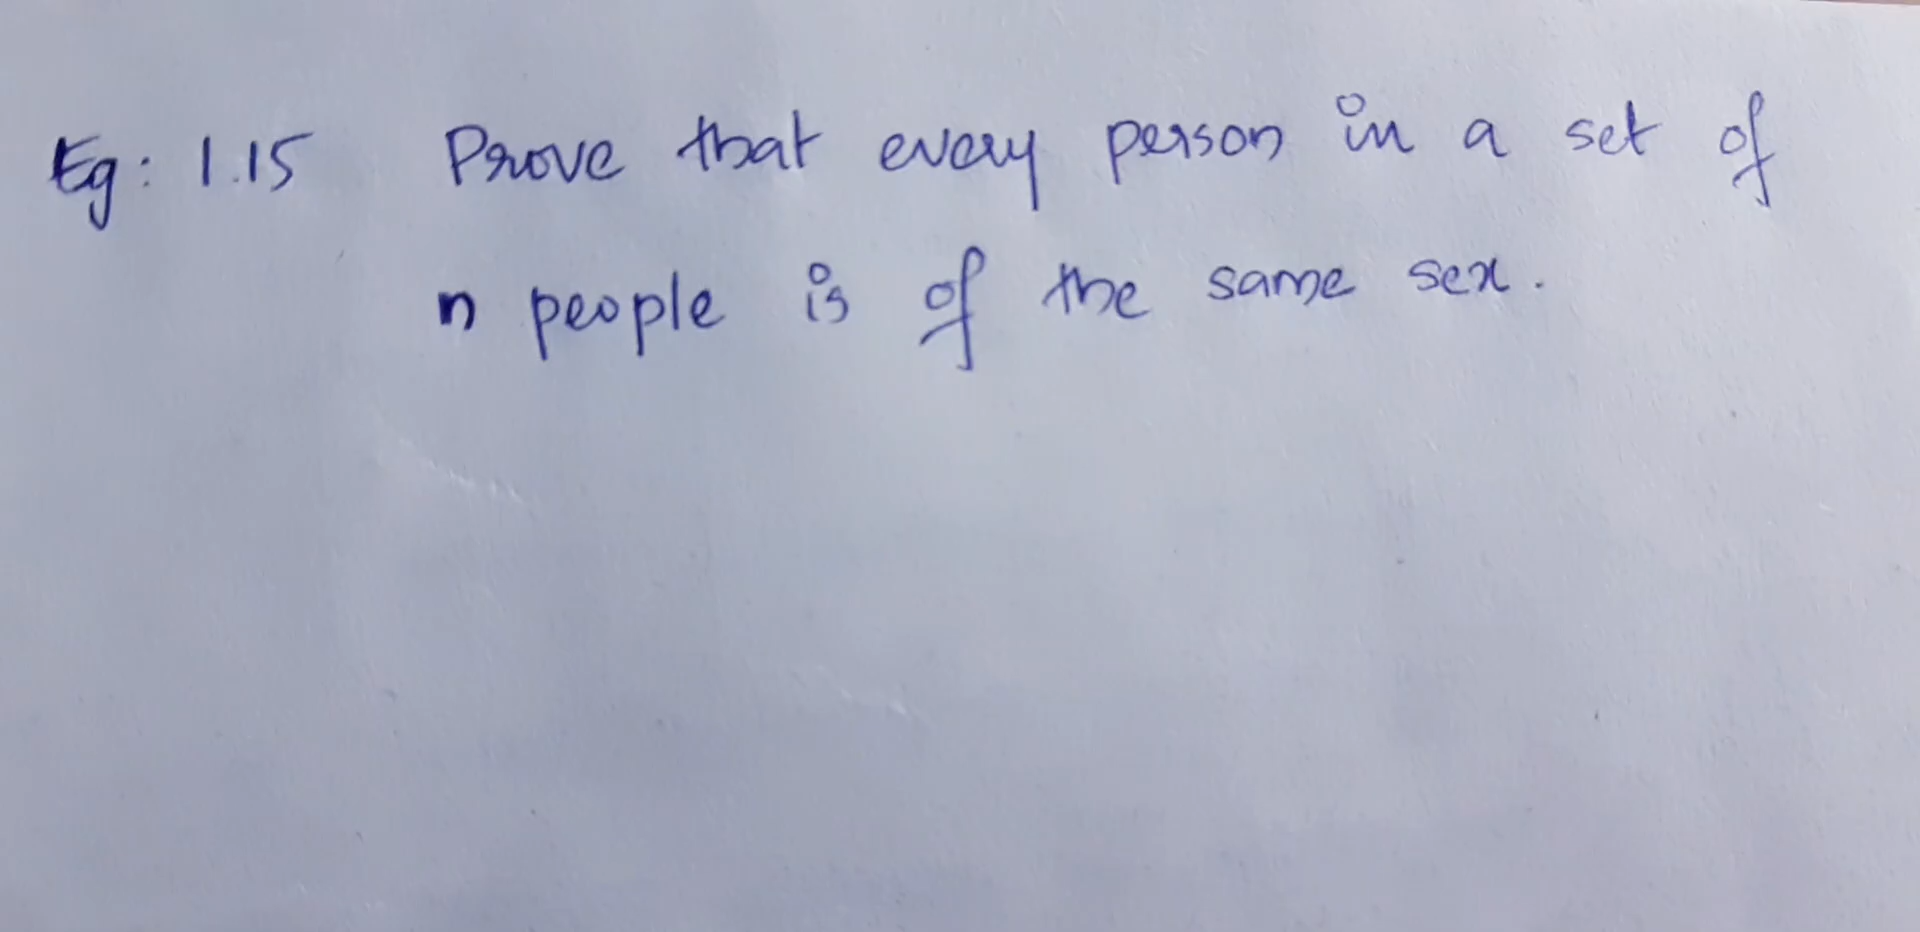 Eg: 1.15 Prove that every person in a set of
n people is of the same sex.